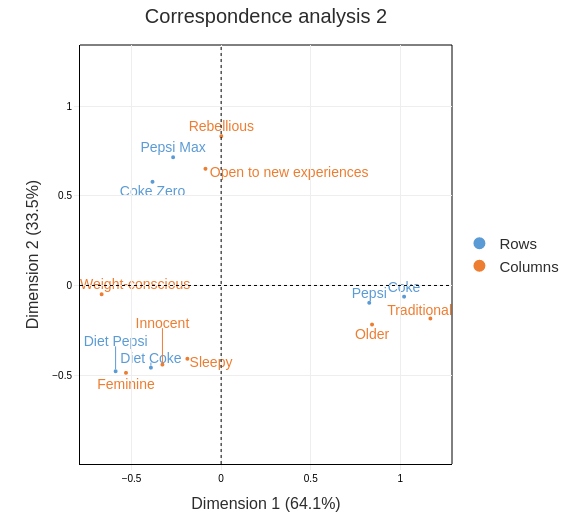 Correspondence analysis 2
Rebellious
Pepsi Max
Open to new experiences
Coke Zero
Weight-conscious
Coke
Pepsi
Traditional
Innocent
Older
Diet Pepsi
Diet Coke
Sleepy
Feminine
1
0.5
0
−0.5
−0.5
0
0.5
1
Dimension 2 (33.5%)
Dimension 1 (64.1%)
Rows
Columns